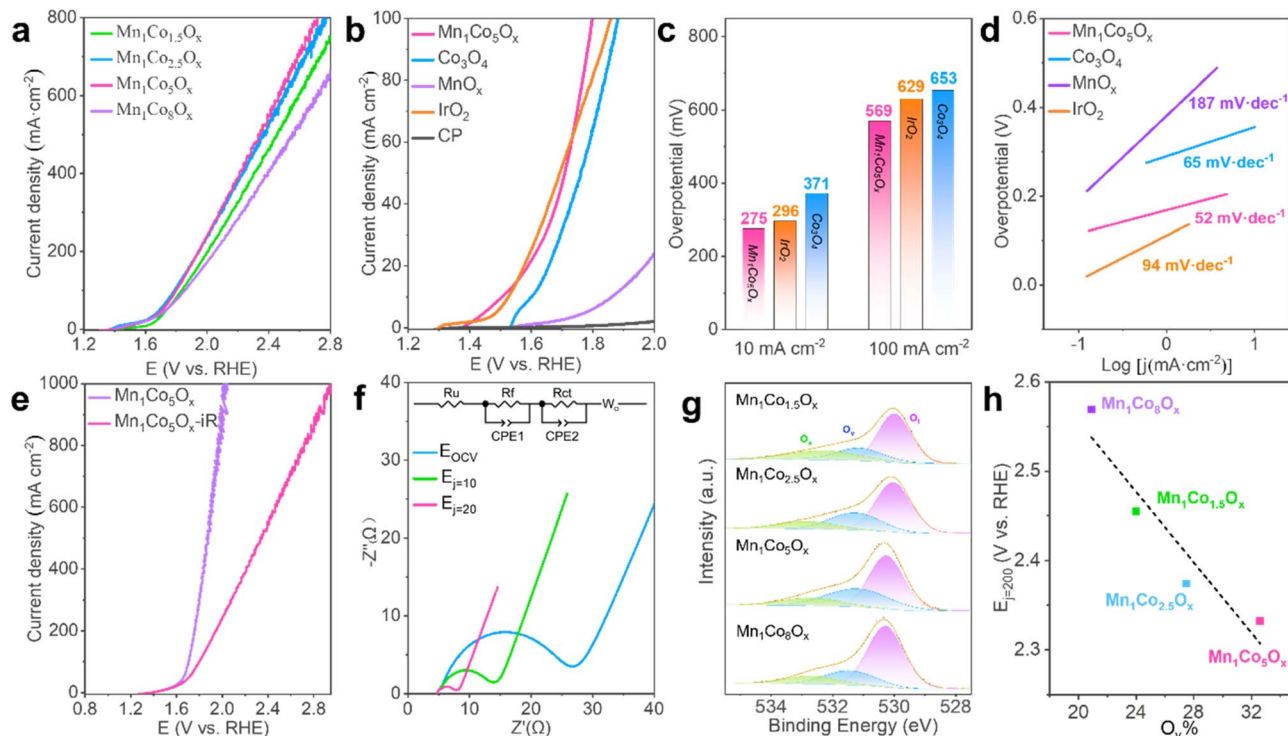 a
Mn₁Co₁.₅Oₓ
Mn₁Co₂.₅Oₓ
Mn₁Co₅Oₓ
Mn₁Co₈Oₓ
Current density (mA·cm⁻²)
800
600
400
200
0
1.2 1.6 2.0 2.4 2.8
E (V vs. RHE)
b
Mn₁Co₅Oₓ
Co₃O₄
MnOₓ
IrO₂
CP
Current density (mA cm⁻²)
100
80
60
40
20
0
1.2 1.4 1.6 1.8 2.0
E (V vs. RHE)
c
Overpotential (mV)
800
600
400
200
0
275 296 371
569 629 653
Mn₁Co₅Oₓ IrO₂ Co₃O₄
Mn₁Co₅Oₓ IrO₂ Co₃O₄
10 mA cm⁻² 100 mA cm⁻²
d
Mn₁Co₅Oₓ
Co₃O₄
MnOₓ
IrO₂
Overpotential (V)
0.6
0.4
0.2
0.0
187 mV·dec⁻¹
65 mV·dec⁻¹
52 mV·dec⁻¹
94 mV·dec⁻¹
-1 0 1
Log [j(mA·cm⁻²)]
e
Mn₁Co₅Oₓ
Mn₁Co₅Oₓ-iR
Current density (mA cm⁻²)
1000
800
600
400
200
0
0.8 1.2 1.6 2.0 2.4 2.8
E (V vs. RHE)
f
Ru Rf Rct Wₒ
CPE1 CPE2
E_OCV
E_j=10
E_j=20
-Z''(Ω)
40
30
20
10
0
0 10 20 30 40
Z'(Ω)
g
Intensity (a.u.)
Mn₁Co₁.₅Oₓ
Oₐ Oᵥ Oₗ
Mn₁Co₂.₅Oₓ
Mn₁Co₅Oₓ
Mn₁Co₈Oₓ
534 532 530 528
Binding Energy (eV)
h
E_j=200 (V vs. RHE)
2.6
2.5
2.4
2.3
Mn₁Co₈Oₓ
Mn₁Co₁.₅Oₓ
Mn₁Co₂.₅Oₓ
Mn₁Co₅Oₓ
20 24 28 32
Oᵥ%